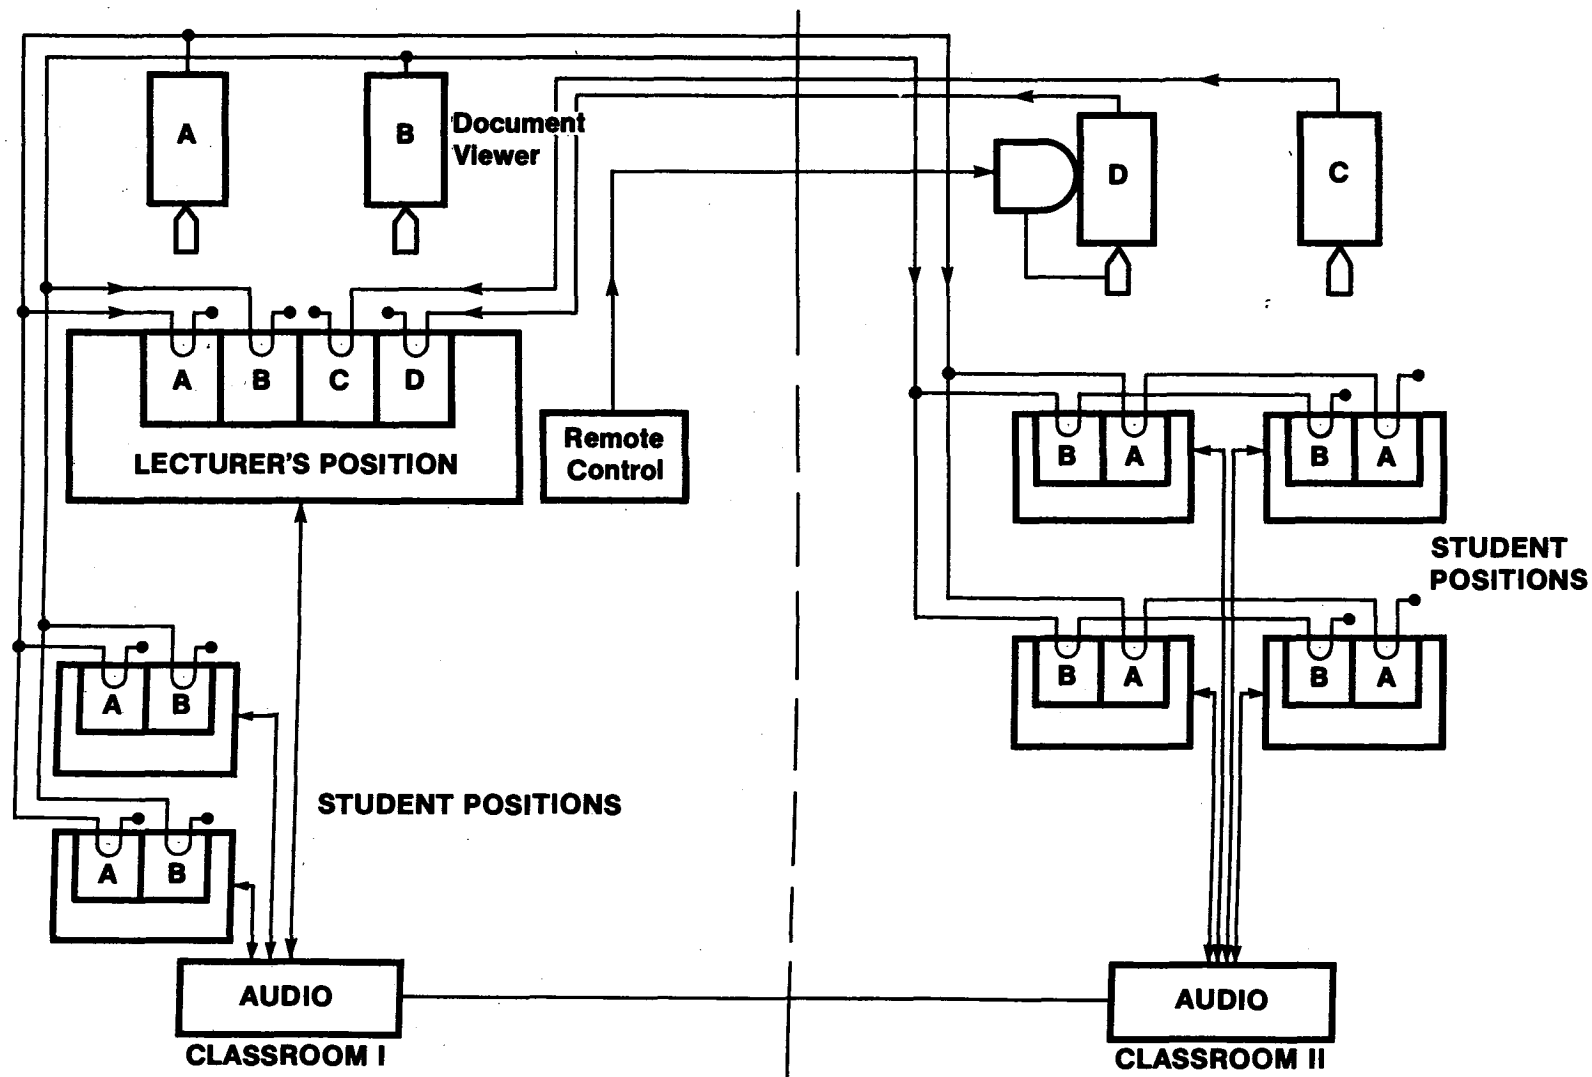 A
B
Document
Viewer
D
C
A
B
C
D
LECTURER'S POSITION
Remote
Control
B
A
B
A
STUDENT
POSITIONS
B
A
B
A
A
B
STUDENT POSITIONS
A
B
AUDIO
CLASSROOM I
AUDIO
CLASSROOM II